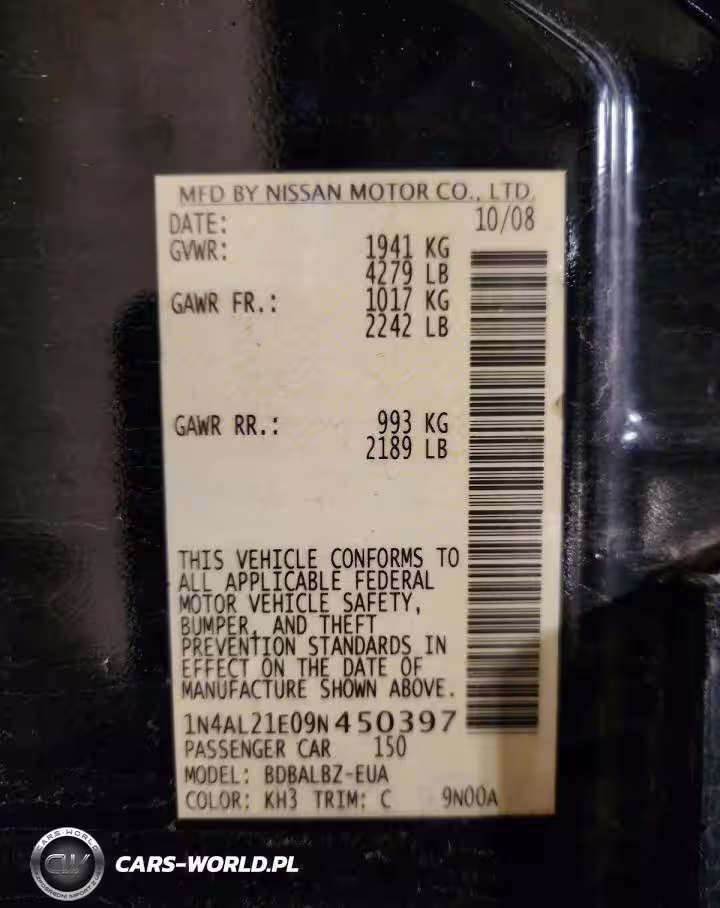 MFD BY NISSAN MOTOR CO., LTD.
DATE: 10/08
GVWR: 1941 KG
4279 LB
GAWR FR.: 1017 KG
2242 LB
GAWR RR.: 993 KG
2189 LB
THIS VEHICLE CONFORMS TO
ALL APPLICABLE FEDERAL
MOTOR VEHICLE SAFETY,
BUMPER, AND THEFT
PREVENTION STANDARDS IN
EFFECT ON THE DATE OF
MANUFACTURE SHOWN ABOVE.
1N4AL21E09N450397
PASSENGER CAR 150
MODEL: BDBALBZ-EUA
COLOR: KH3 TRIM: C 9N00A
CARS-WORLD
CW
CARS-WORLD.PL